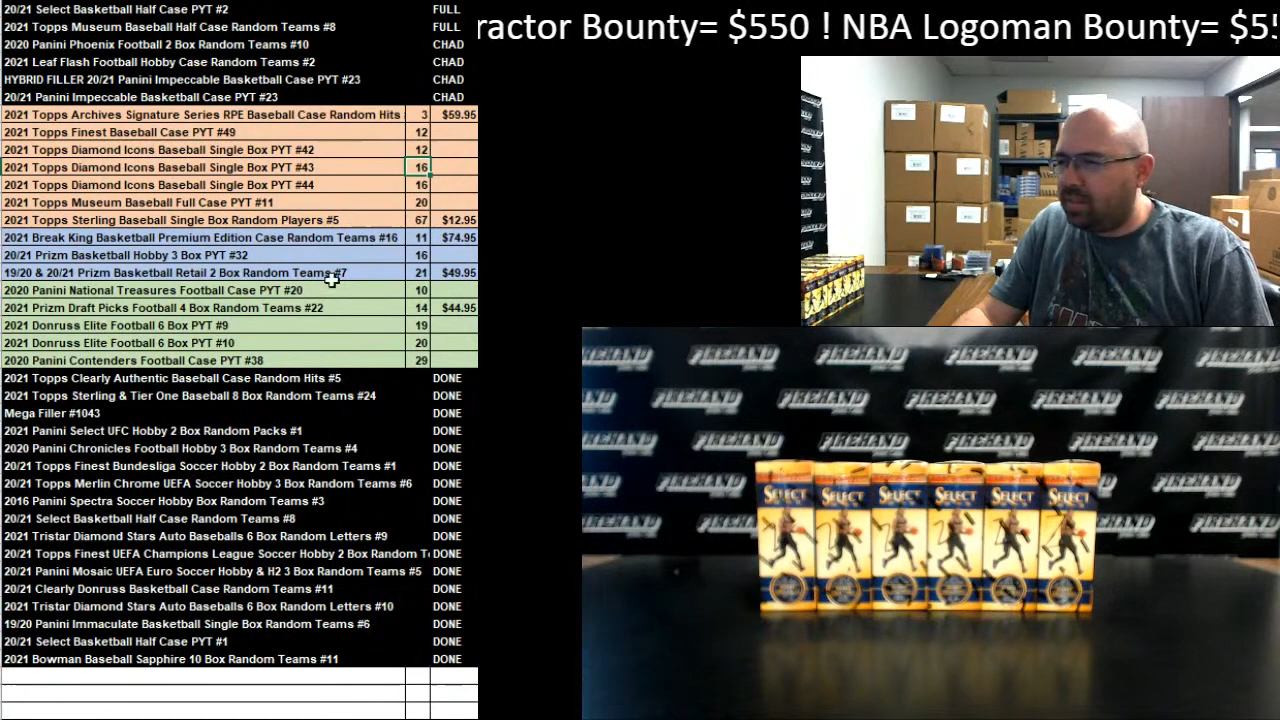 20/21 Select Basketball Half Case PYT #2 FULL
2021 Topps Museum Baseball Half Case Random Teams #8 FULL
2020 Panini Phoenix Football 2 Box Random Teams #10 CHAD
2021 Leaf Flash Football Hobby Case Random Teams #2 CHAD
HYBRID FILLER 20/21 Panini Impeccable Basketball Case PYT #23 CHAD
20/21 Panini Impeccable Basketball Case PYT #23 CHAD
2021 Topps Archives Signature Series RPE Baseball Case Random Hits 3 $59.95
2021 Topps Finest Baseball Case PYT #49 12
2021 Topps Diamond Icons Baseball Single Box PYT #42 12
2021 Topps Diamond Icons Baseball Single Box PYT #43 16
2021 Topps Diamond Icons Baseball Single Box PYT #44 16
2021 Topps Museum Baseball Full Case PYT #11 20
2021 Topps Sterling Baseball Single Box Random Players #5 67 $12.95
2021 Break King Basketball Premium Edition Case Random Teams #16 11 $74.95
20/21 Prizm Basketball Hobby 3 Box PYT #32 16
19/20 & 20/21 Prizm Basketball Retail 2 Box Random Teams #7 21 $49.95
2020 Panini National Treasures Football Case PYT #20 10
2021 Prizm Draft Picks Football 4 Box Random Teams #22 14 $44.95
2021 Donruss Elite Football 6 Box PYT #9 19
2021 Donruss Elite Football 6 Box PYT #10 20
2020 Panini Contenders Football Case PYT #38 29
2021 Topps Clearly Authentic Baseball Case Random Hits #5 DONE
2021 Topps Sterling & Tier One Baseball 8 Box Random Teams #24 DONE
Mega Filler #1043 DONE
2021 Panini Select UFC Hobby 2 Box Random Packs #1 DONE
2020 Panini Chronicles Football Hobby 3 Box Random Teams #4 DONE
20/21 Topps Finest Bundesliga Soccer Hobby 2 Box Random Teams #1 DONE
20/21 Topps Merlin Chrome UEFA Soccer Hobby 3 Box Random Teams #6 DONE
2016 Panini Spectra Soccer Hobby Box Random Teams #3 DONE
20/21 Select Basketball Half Case Random Teams #8 DONE
2021 Tristar Diamond Stars Auto Baseballs 6 Box Random Letters #9 DONE
20/21 Topps Finest UEFA Champions League Soccer Hobby 2 Box Random T DONE
20/21 Panini Mosaic UEFA Euro Soccer Hobby & H2 3 Box Random Teams #5 DONE
20/21 Clearly Donruss Basketball Case Random Teams #11 DONE
2021 Tristar Diamond Stars Auto Baseballs 6 Box Random Letters #10 DONE
19/20 Panini Immaculate Basketball Single Box Random Teams #6 DONE
20/21 Select Basketball Half Case PYT #1 DONE
2021 Bowman Baseball Sapphire 10 Box Random Teams #11 DONE
ractor Bounty= $550 ! NBA Logoman Bounty= $55
FIREHAND FIREHAND FIREHAND FIREHAND FIREHAND
FIREHAND FIREHAND FIREHAND FIREHAND
FIREHAND FIREHAND FIREHAND FIREHAND FIREHAND
SELECT SELECT SELECT SELECT SELECT SELECT